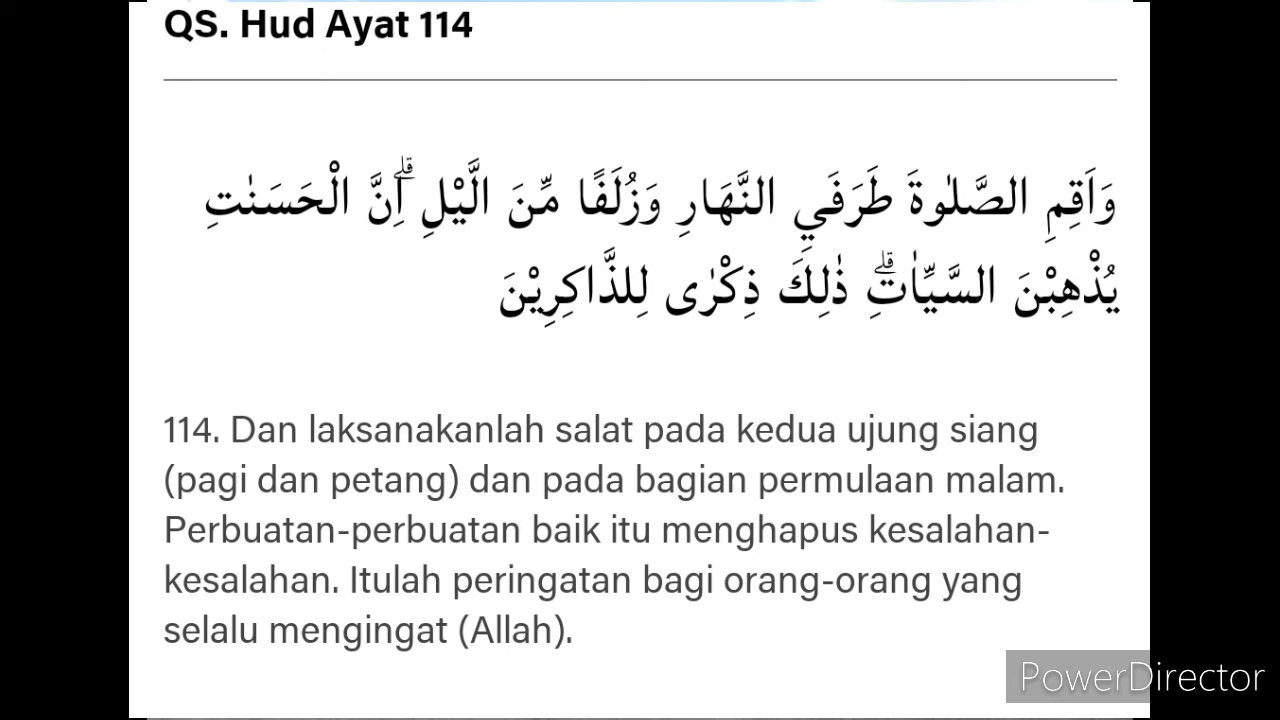 QS. Hud Ayat 114
وَاَقِمِ الصَّلٰوةَ طَرَفَيِ النَّهَارِ وَزُلَفًا مِّنَ الَّيْلِ ۗاِنَّ الْحَسَنٰتِ
يُذْهِبْنَ السَّيِّاٰتِۗ ذٰلِكَ ذِكْرٰى لِلذَّاكِرِيْنَ
114. Dan laksanakanlah salat pada kedua ujung siang
(pagi dan petang) dan pada bagian permulaan malam.
Perbuatan-perbuatan baik itu menghapus kesalahan-
kesalahan. Itulah peringatan bagi orang-orang yang
selalu mengingat (Allah).
PowerDirector